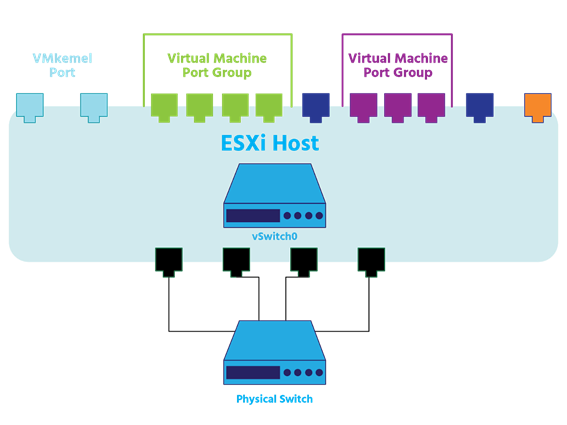 VMkernel
Port
Virtual Machine
Port Group
Virtual Machine
Port Group
ESXi Host
vSwitch0
Physical Switch